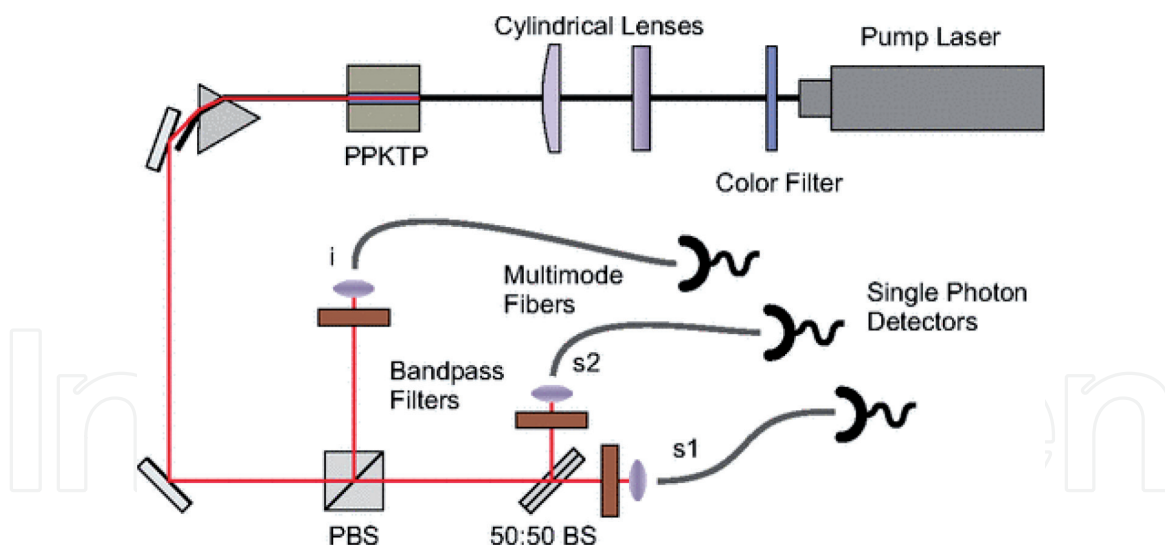 Cylindrical Lenses
Pump Laser
PPKTP
Color Filter
i
Multimode
Fibers
Single Photon
Detectors
s2
Bandpass
Filters
s1
PBS
50:50 BS